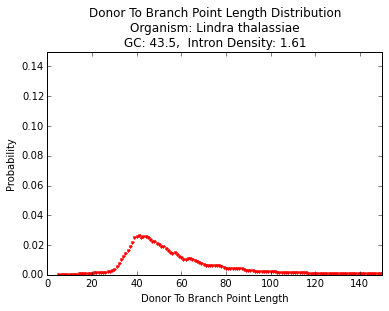 Donor To Branch Point Length Distribution
Organism: Lindra thalassiae
GC: 43.5,  Intron Density: 1.61
0.14
0.12
0.10
0.08
0.06
0.04
0.02
0.00
Probability
0 20 40 60 80 100 120 140
Donor To Branch Point Length